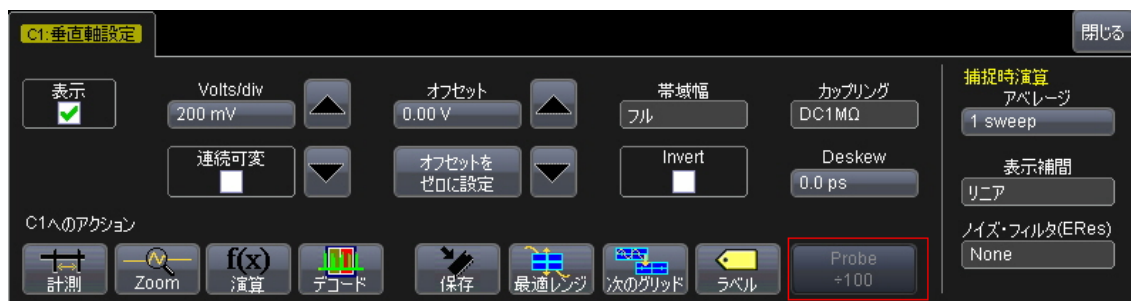 C1:垂直軸設定
閉じる
表示
Volts/div
200 mV
オフセット
0.00 V
帯域幅
フル
カップリング
DC1MΩ
連続可変
オフセットを
ゼロに設定
Invert
Deskew
0.0 ps
捕捉時演算
アベレージ
1 sweep
表示補間
リニア
ノイズ・フィルタ(ERes)
None
C1へのアクション
計測
Zoom
f(x)
演算
デコード
保存
最適レンジ
次のグリッド
ラベル
Probe
÷100